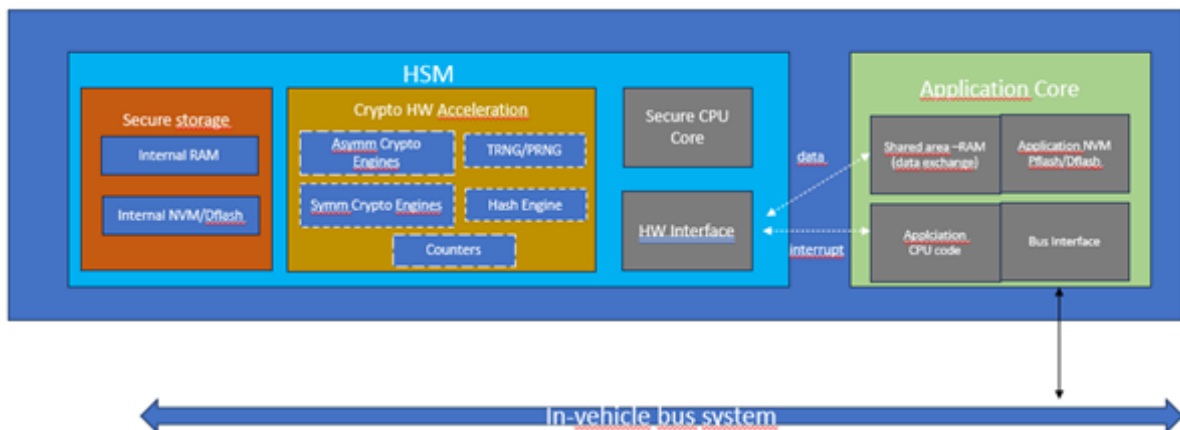 HSM
Secure storage
Internal RAM
Internal NVM/Dflash
Crypto HW Acceleration
Asymm Crypto
Engines
TRNG/PRNG
Symm Crypto Engines
Hash Engine
Counters
Secure CPU
Core
HW Interface
data
interrupt
Application Core
Shared area –RAM
(data exchange)
Application NVM
Pflash/Dflash
Applciation
CPU code
Bus Interface
In-vehicle bus system